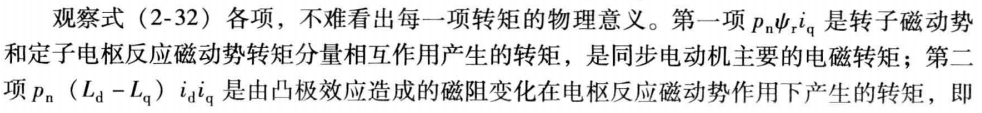 观察式（2-32）各项，不难看出每一项转矩的物理意义。第一项 pₙψᵣi_q 是转子磁动势
和定子电枢反应磁动势转矩分量相互作用产生的转矩，是同步电动机主要的电磁转矩；第二
项 pₙ（L_d－L_q）i_d i_q 是由凸极效应造成的磁阻变化在电枢反应磁动势作用下产生的转矩，即